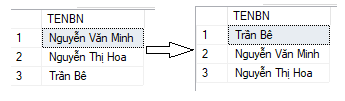 TENBN
1 Nguyễn Văn Minh
2 Nguyễn Thị Hoa
3 Trần Bê
TENBN
1 Trần Bê
2 Nguyễn Văn Minh
3 Nguyễn Thị Hoa